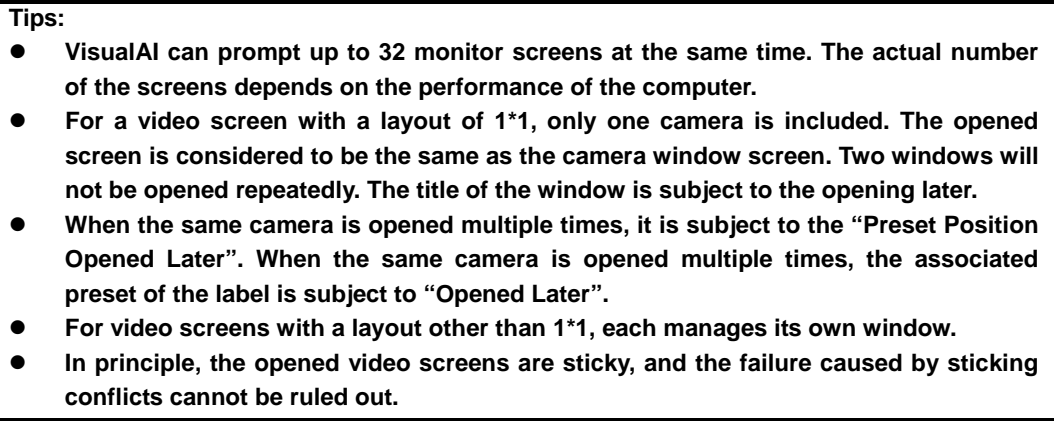 Tips:
● VisualAI can prompt up to 32 monitor screens at the same time. The actual number
of the screens depends on the performance of the computer.
● For a video screen with a layout of 1*1, only one camera is included. The opened
screen is considered to be the same as the camera window screen. Two windows will
not be opened repeatedly. The title of the window is subject to the opening later.
● When the same camera is opened multiple times, it is subject to the “Preset Position
Opened Later”. When the same camera is opened multiple times, the associated
preset of the label is subject to “Opened Later”.
● For video screens with a layout other than 1*1, each manages its own window.
● In principle, the opened video screens are sticky, and the failure caused by sticking
conflicts cannot be ruled out.